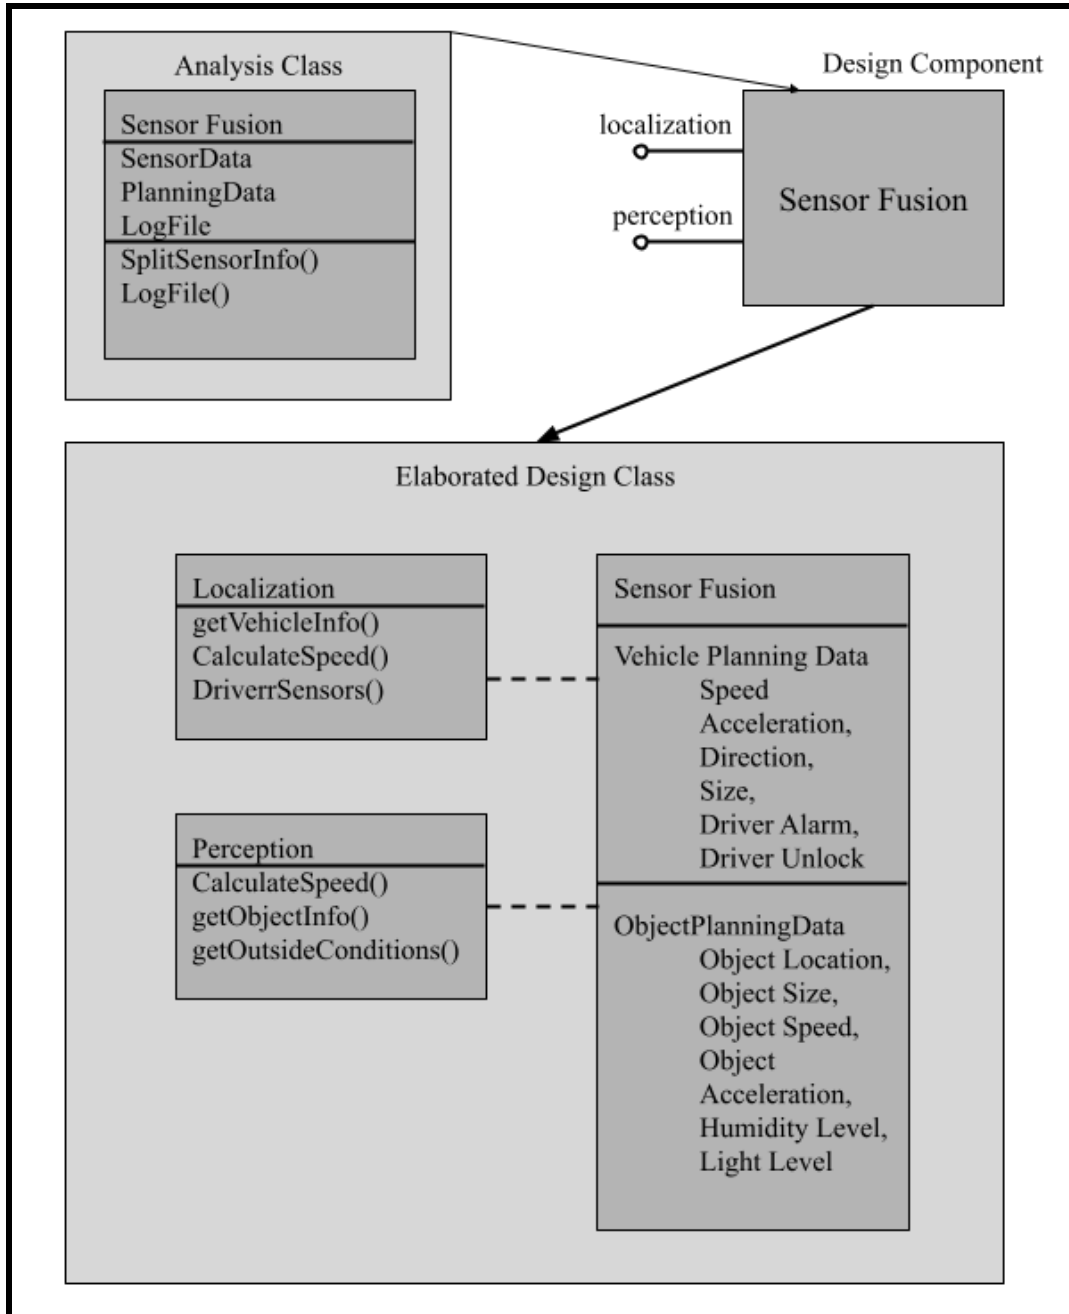 Analysis Class
Sensor Fusion
SensorData
PlanningData
LogFile
SplitSensorInfo()
LogFile()
Design Component
localization
perception
Sensor Fusion
Elaborated Design Class
Localization
getVehicleInfo()
CalculateSpeed()
DriverrSensors()
Perception
CalculateSpeed()
getObjectInfo()
getOutsideConditions()
Sensor Fusion
Vehicle Planning Data
Speed
Acceleration,
Direction,
Size,
Driver Alarm,
Driver Unlock
ObjectPlanningData
Object Location,
Object Size,
Object Speed,
Object
Acceleration,
Humidity Level,
Light Level